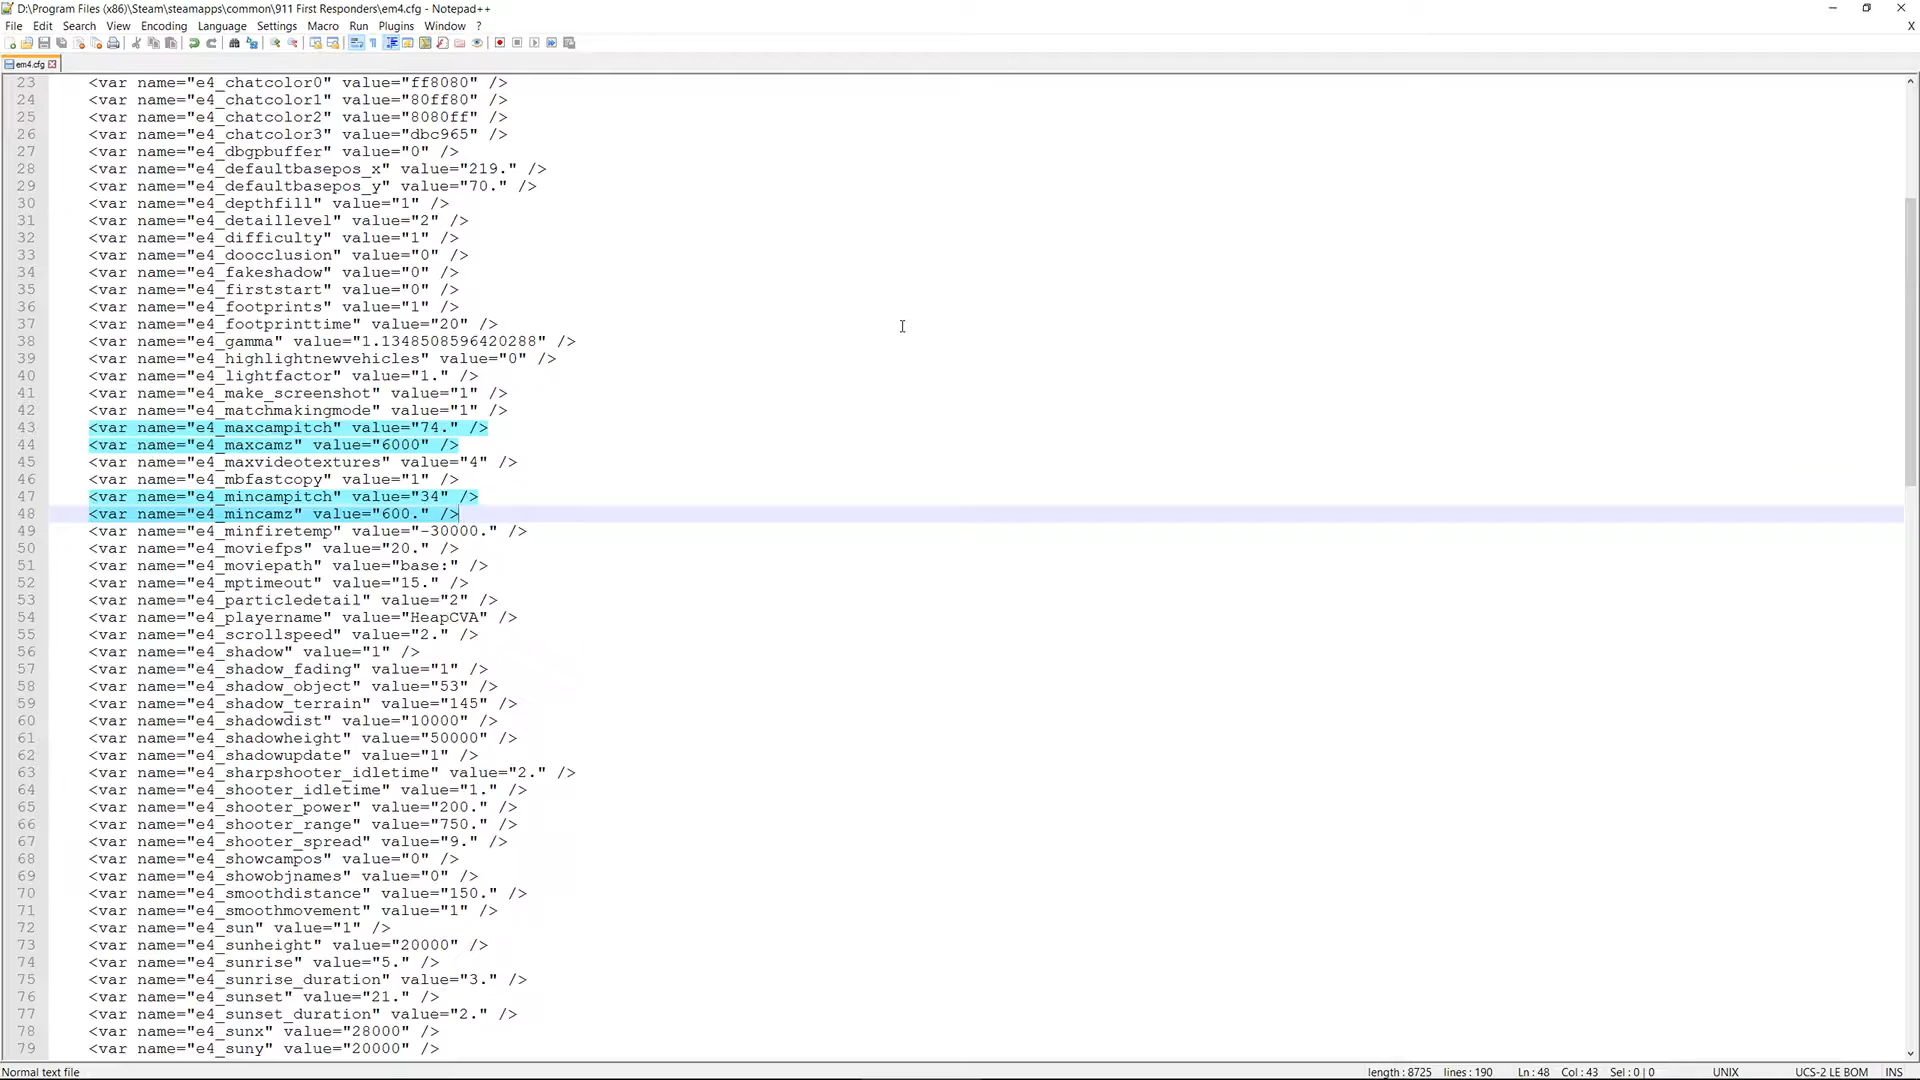 D:\Program Files (x86)\Steam\steamapps\common\911 First Responders\em4.cfg - Notepad++
File Edit Search View Encoding Language Settings Macro Run Plugins Window ? X
em4.cfg
23 <var name="e4_chatcolor0" value="ff8080" />
24 <var name="e4_chatcolor1" value="80ff80" />
25 <var name="e4_chatcolor2" value="8080ff" />
26 <var name="e4_chatcolor3" value="dbc965" />
27 <var name="e4_dbgpbuffer" value="0" />
28 <var name="e4_defaultbasepos_x" value="219." />
29 <var name="e4_defaultbasepos_y" value="70." />
30 <var name="e4_depthfill" value="1" />
31 <var name="e4_detaillevel" value="2" />
32 <var name="e4_difficulty" value="1" />
33 <var name="e4_doocclusion" value="0" />
34 <var name="e4_fakeshadow" value="0" />
35 <var name="e4_firststart" value="0" />
36 <var name="e4_footprints" value="1" />
37 <var name="e4_footprinttime" value="20" />
38 <var name="e4_gamma" value="1.1348508596420288" />
39 <var name="e4_highlightnewvehicles" value="0" />
40 <var name="e4_lightfactor" value="1." />
41 <var name="e4_make_screenshot" value="1" />
42 <var name="e4_matchmakingmode" value="1" />
43 <var name="e4_maxcampitch" value="74." />
44 <var name="e4_maxcamz" value="6000" />
45 <var name="e4_maxvideotextures" value="4" />
46 <var name="e4_mbfastcopy" value="1" />
47 <var name="e4_mincampitch" value="34" />
48 <var name="e4_mincamz" value="600." />
49 <var name="e4_minfiretemp" value="-30000." />
50 <var name="e4_moviefps" value="20." />
51 <var name="e4_moviepath" value="base:" />
52 <var name="e4_mptimeout" value="15." />
53 <var name="e4_particledetail" value="2" />
54 <var name="e4_playername" value="HeapCVA" />
55 <var name="e4_scrollspeed" value="2." />
56 <var name="e4_shadow" value="1" />
57 <var name="e4_shadow_fading" value="1" />
58 <var name="e4_shadow_object" value="53" />
59 <var name="e4_shadow_terrain" value="145" />
60 <var name="e4_shadowdist" value="10000" />
61 <var name="e4_shadowheight" value="50000" />
62 <var name="e4_shadowupdate" value="1" />
63 <var name="e4_sharpshooter_idletime" value="2." />
64 <var name="e4_shooter_idletime" value="1." />
65 <var name="e4_shooter_power" value="200." />
66 <var name="e4_shooter_range" value="750." />
67 <var name="e4_shooter_spread" value="9." />
68 <var name="e4_showcampos" value="0" />
69 <var name="e4_showobjnames" value="0" />
70 <var name="e4_smoothdistance" value="150." />
71 <var name="e4_smoothmovement" value="1" />
72 <var name="e4_sun" value="1" />
73 <var name="e4_sunheight" value="20000" />
74 <var name="e4_sunrise" value="5." />
75 <var name="e4_sunrise_duration" value="3." />
76 <var name="e4_sunset" value="21." />
77 <var name="e4_sunset_duration" value="2." />
78 <var name="e4_sunx" value="28000" />
79 <var name="e4_suny" value="20000" />
Normal text file length : 8725 lines : 190 Ln : 48 Col : 43 Sel : 0 | 0 UNIX UCS-2 LE BOM INS